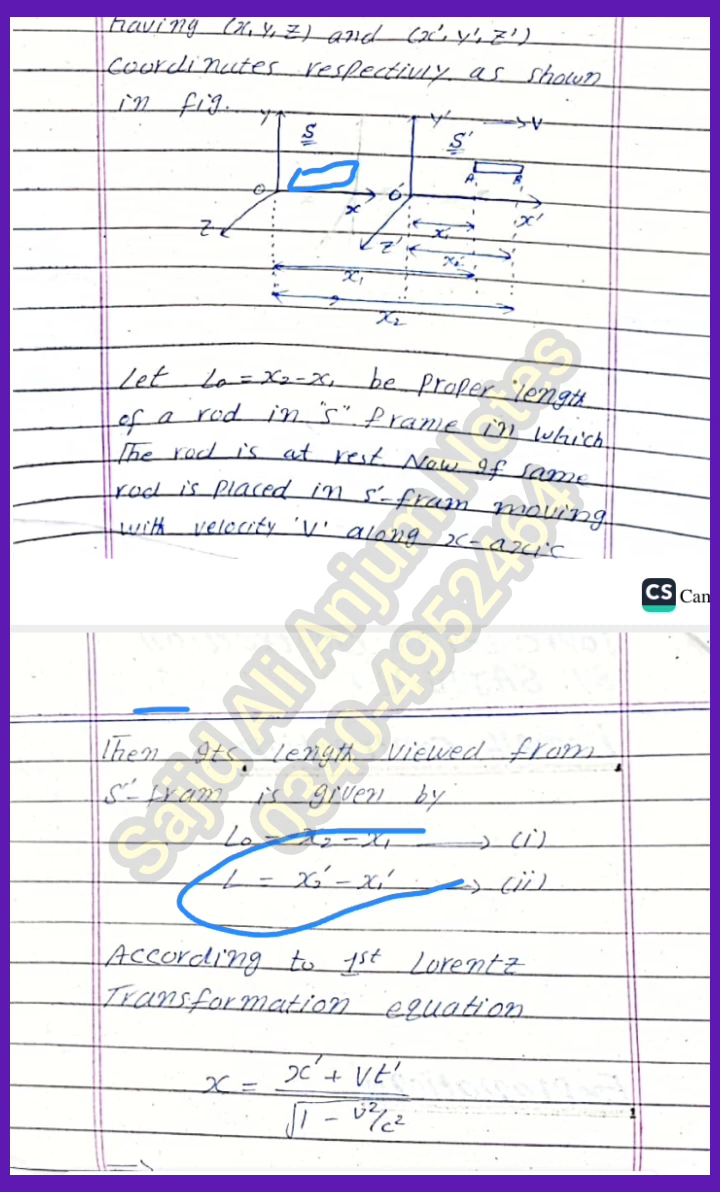 having (x, y, z) and (x', y', z')
coordinates respectivly as shown
in fig.
Y S Y' → V S'
A B
O x O' x'
Z Z' x₁' x₂'
x₁
x₂
Let L₀ = x₂ - x₁ be proper length
of a rod in "s" frame in which
The rod is at rest Now If same
rod is placed in s'-fram moving
with velocity 'V' along x-axis
CS Cam
Then Its length viewed from
S'-fram is given by
L₀ = x₂ - x₁ → (i)
L = x₂' - x₁' → (ii)
According to 1st Lorentz
Transformation equation
x = x' + Vt' / √1 - v²/c²
Sajid Ali Anjum Notes
0340-4952464